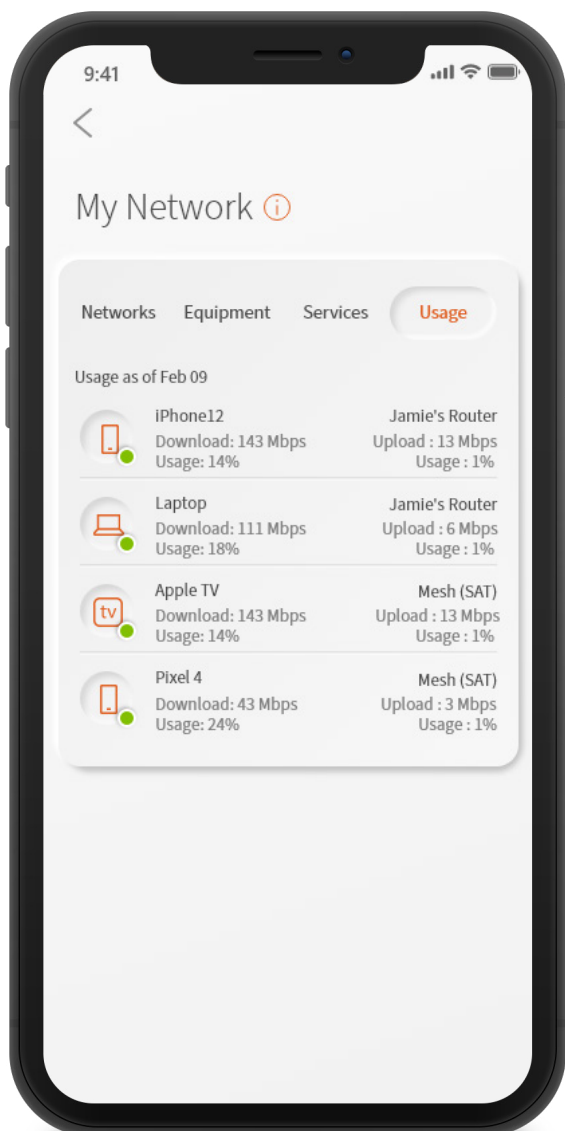 9:41
My Network
Networks Equipment Services Usage
Usage as of Feb 09
iPhone12 Jamie's Router
Download: 143 Mbps Upload : 13 Mbps
Usage: 14% Usage : 1%
Laptop Jamie's Router
Download: 111 Mbps Upload : 6 Mbps
Usage: 18% Usage : 1%
tv
Apple TV Mesh (SAT)
Download: 143 Mbps Upload : 13 Mbps
Usage: 14% Usage : 1%
Pixel 4 Mesh (SAT)
Download: 43 Mbps Upload : 3 Mbps
Usage: 24% Usage : 1%